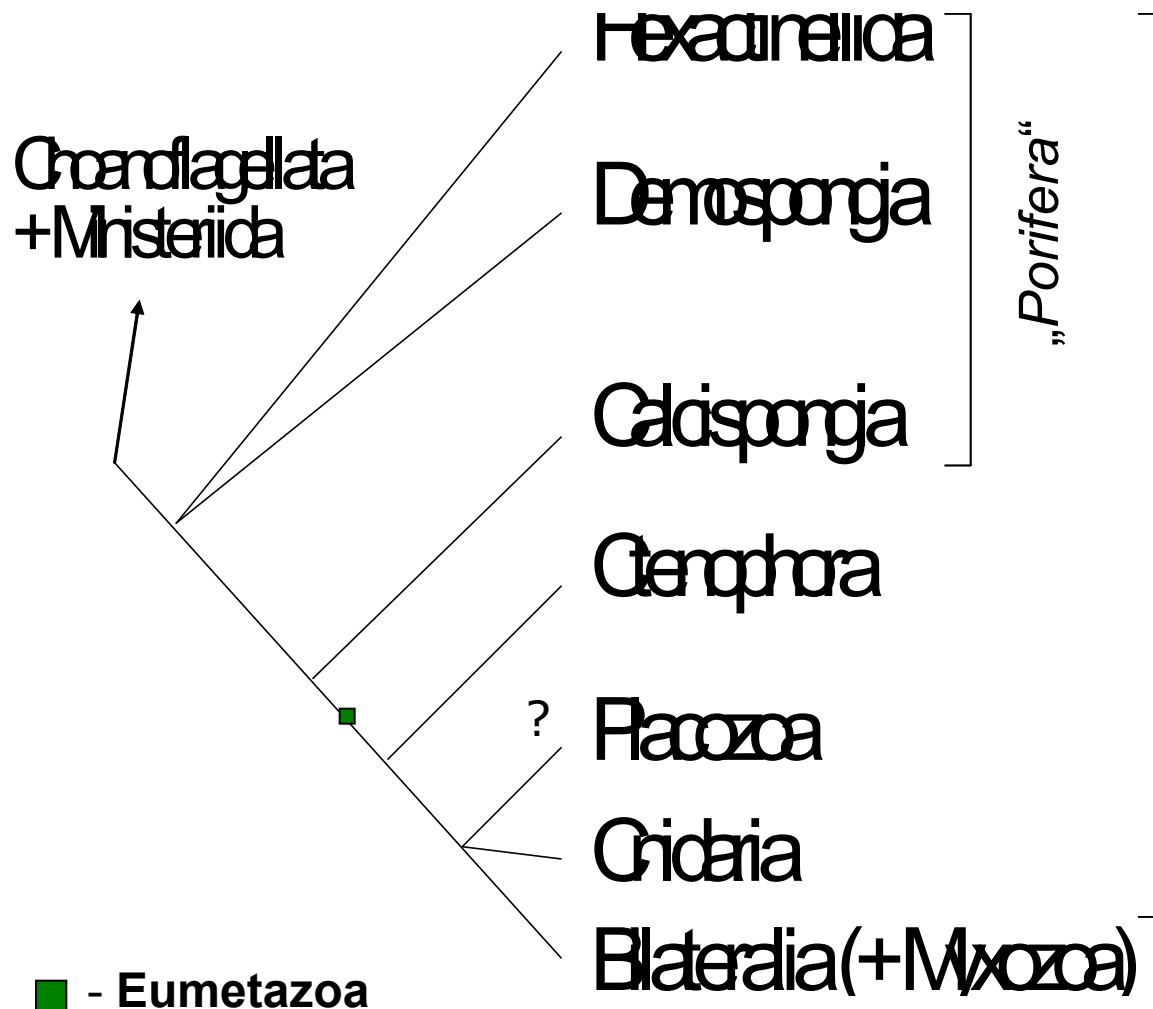 Hexactinellida
Choanoflagellata
+Ministeriida
Demospongia
„Porifera“
Calcispongia
Ctenophora
?
Placozoa
Cnidaria
Bilateralia (+Myxozoa)
- Eumetazoa